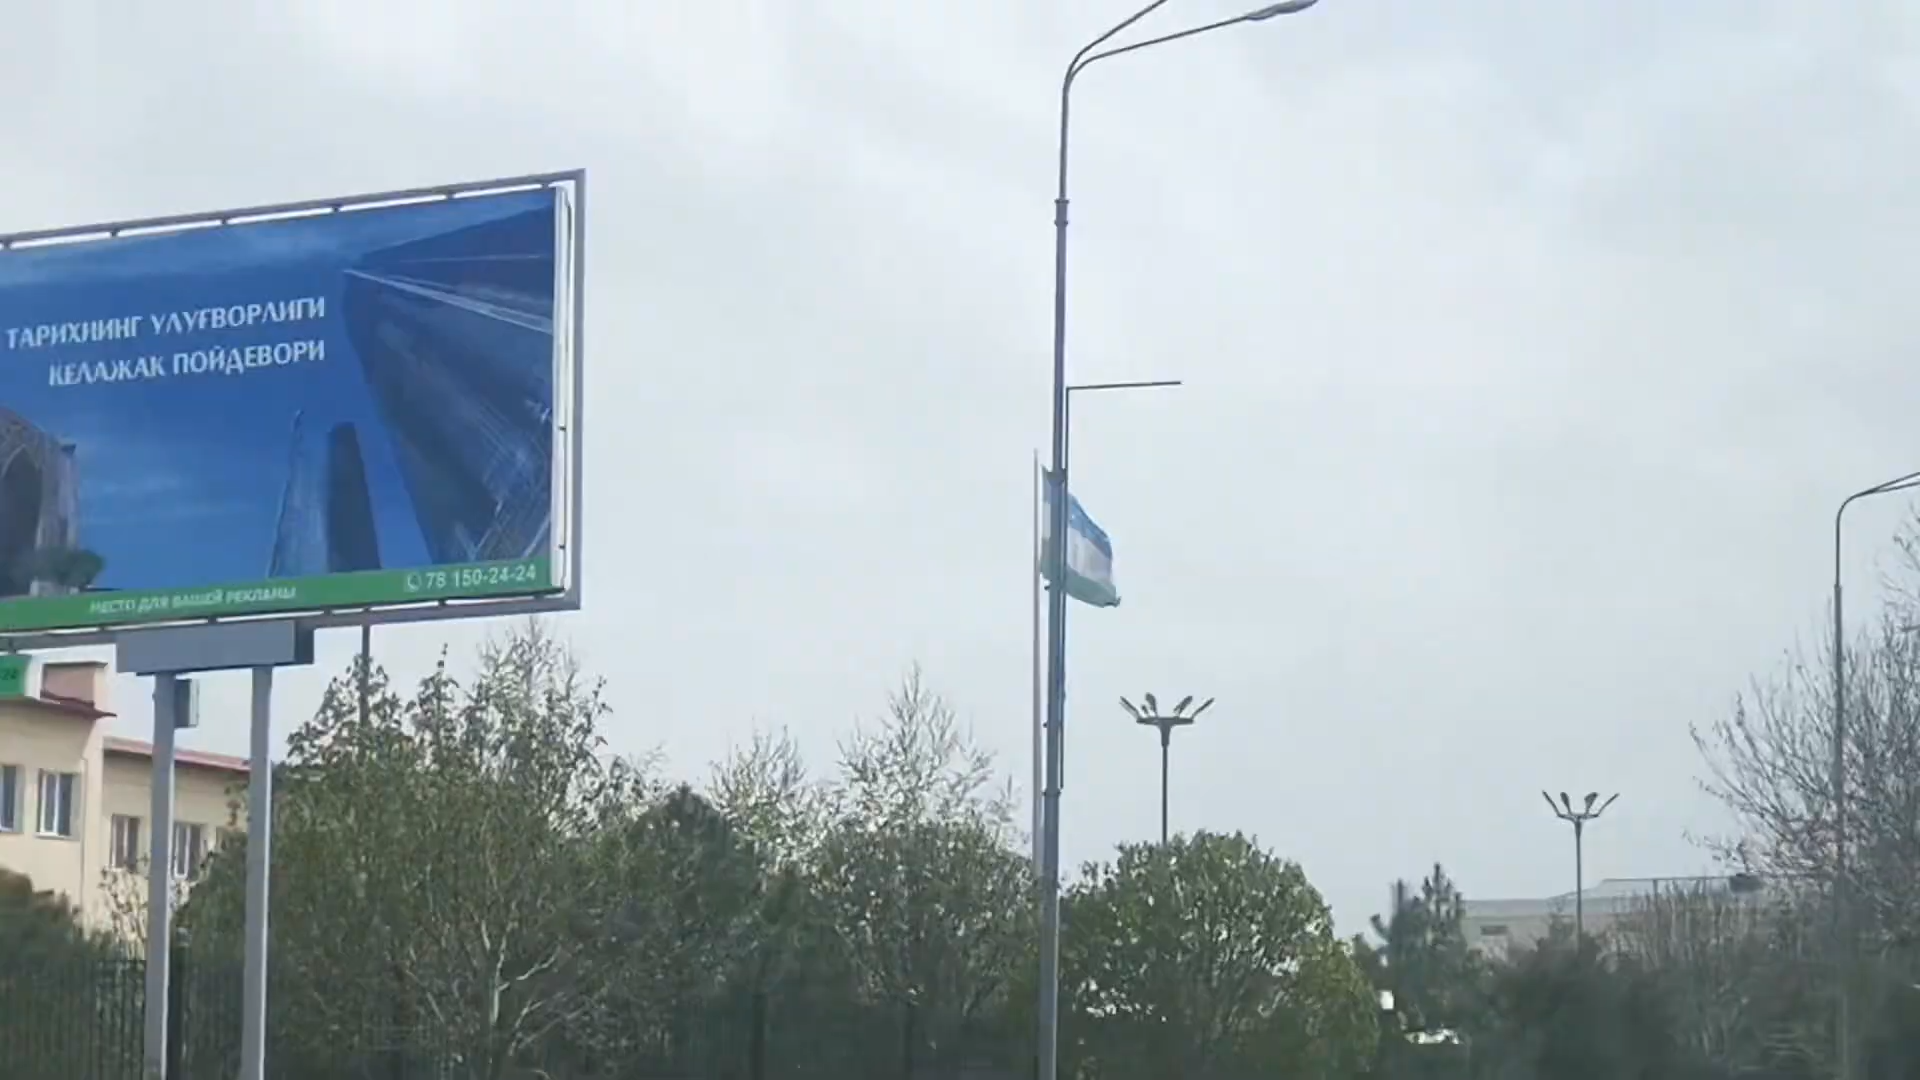 ТАРИХНИНГ УЛУҒВОРЛИГИ
КЕЛАЖАК ПОЙДЕВОРИ
МЕСТО ДЛЯ ВАШЕЙ РЕКЛАМЫ
78 150-24-24